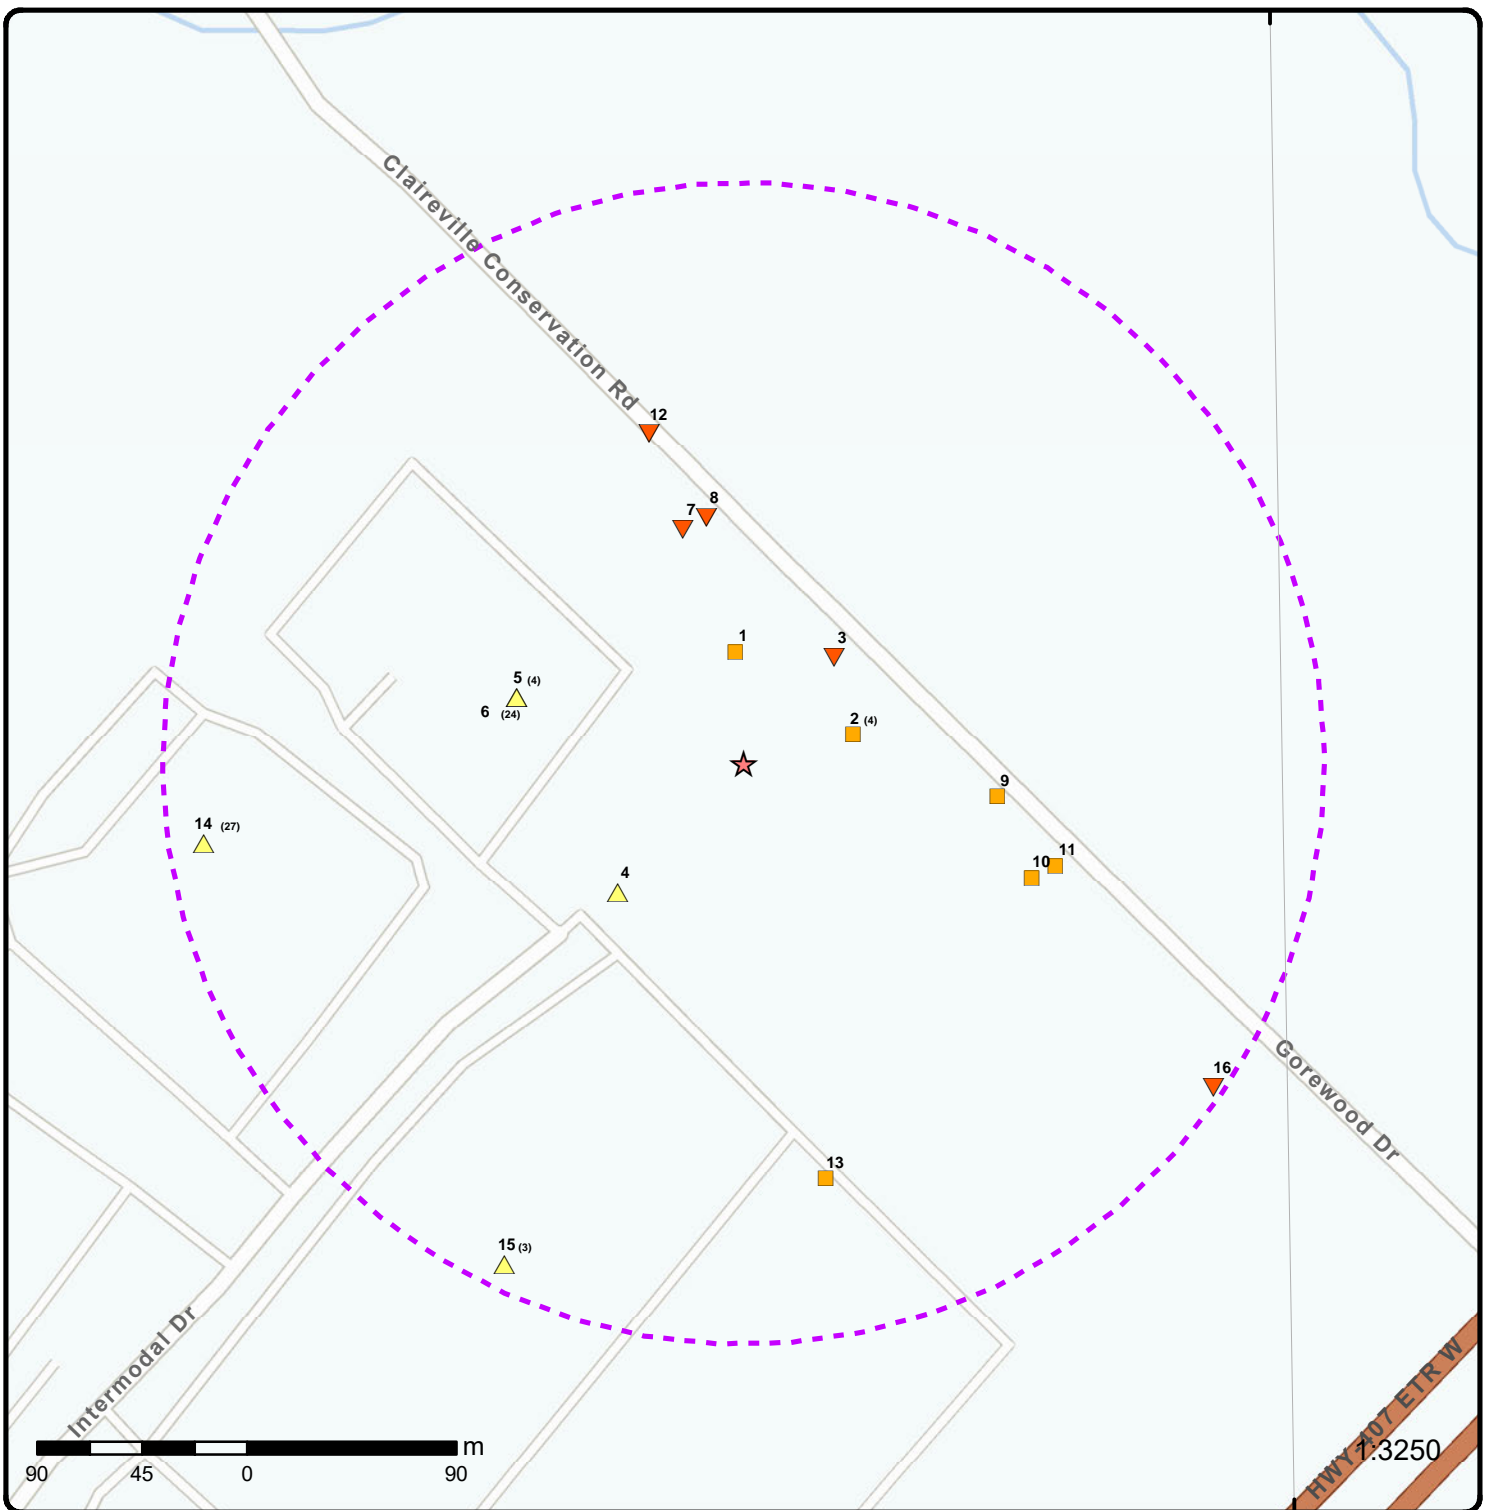 Claireville Conservation Rd
12
8
7
1
3
5 (4)
6 (24)
2 (4)
9
14 (27)
11
10
4
Gorewood Dr
16
13
15 (3)
Intermodal Dr
HWY 407 ETR W
m
1:3250
90 45 0 90